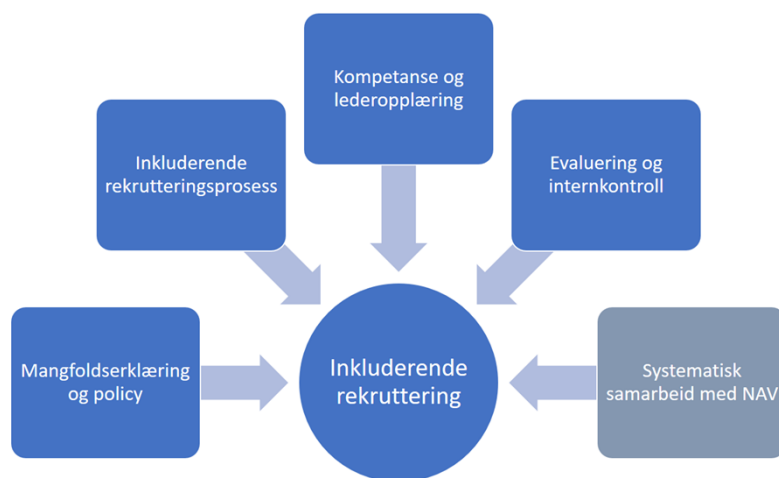 Kompetanse og
lederopplæring
Inkluderende
rekrutteringsprosess
Evaluering og
internkontroll
Mangfoldserklæring
og policy
Inkluderende
rekruttering
Systematisk
samarbeid med NAV